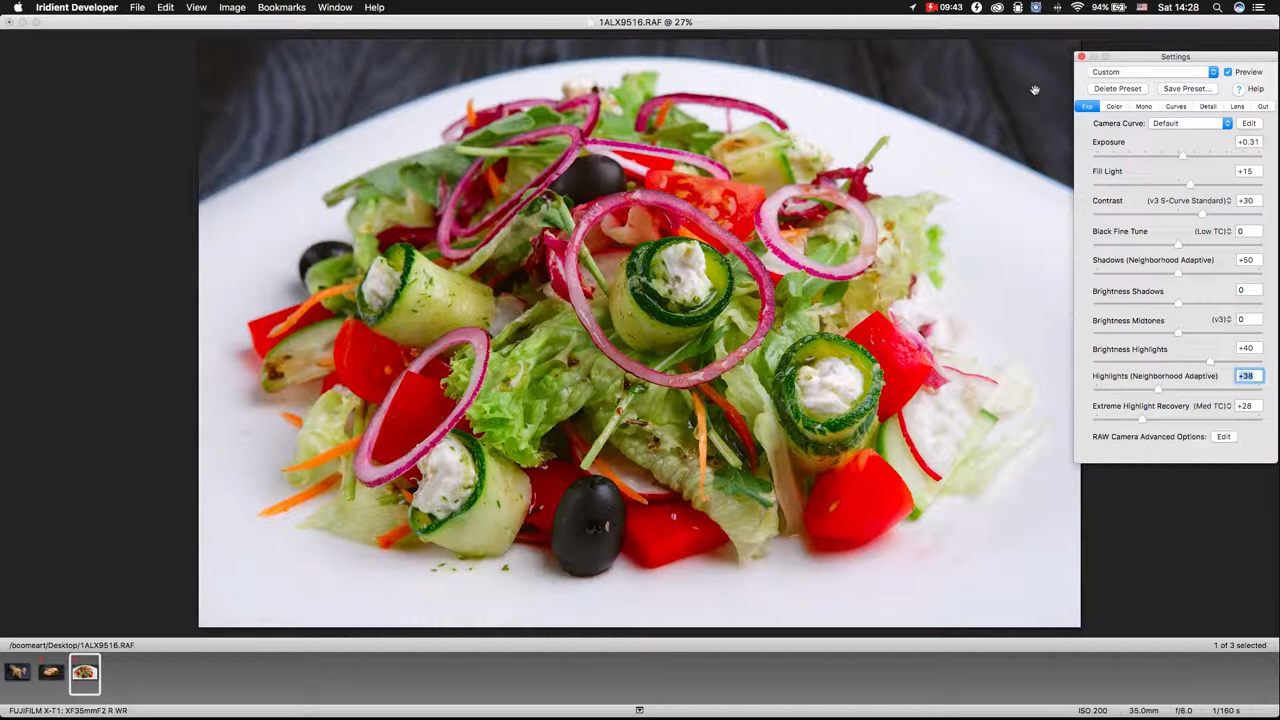 Iridient Developer File Edit View Image Bookmarks Window Help 09:43 94% Sat 14:28
1ALX9516.RAF @ 27%
Settings
Custom Preview
Delete Preset Save Preset... ? Help
Exp Color Mono Curves Detail Lens Out
Camera Curve: Default Edit
Exposure +0.31
Fill Light +15
Contrast (v3 S-Curve Standard) +30
Black Fine Tune (Low TC) 0
Shadows (Neighborhood Adaptive) +50
Brightness Shadows 0
Brightness Midtones (v3) 0
Brightness Highlights +40
Highlights (Neighborhood Adaptive) +38
Extreme Highlight Recovery (Med TC) +28
RAW Camera Advanced Options: Edit
/boomeart/Desktop/1ALX9516.RAF 1 of 3 selected
FUJIFILM X-T1: XF35mmF2 R WR ISO 200 35.0mm f/8.0 1/160 s